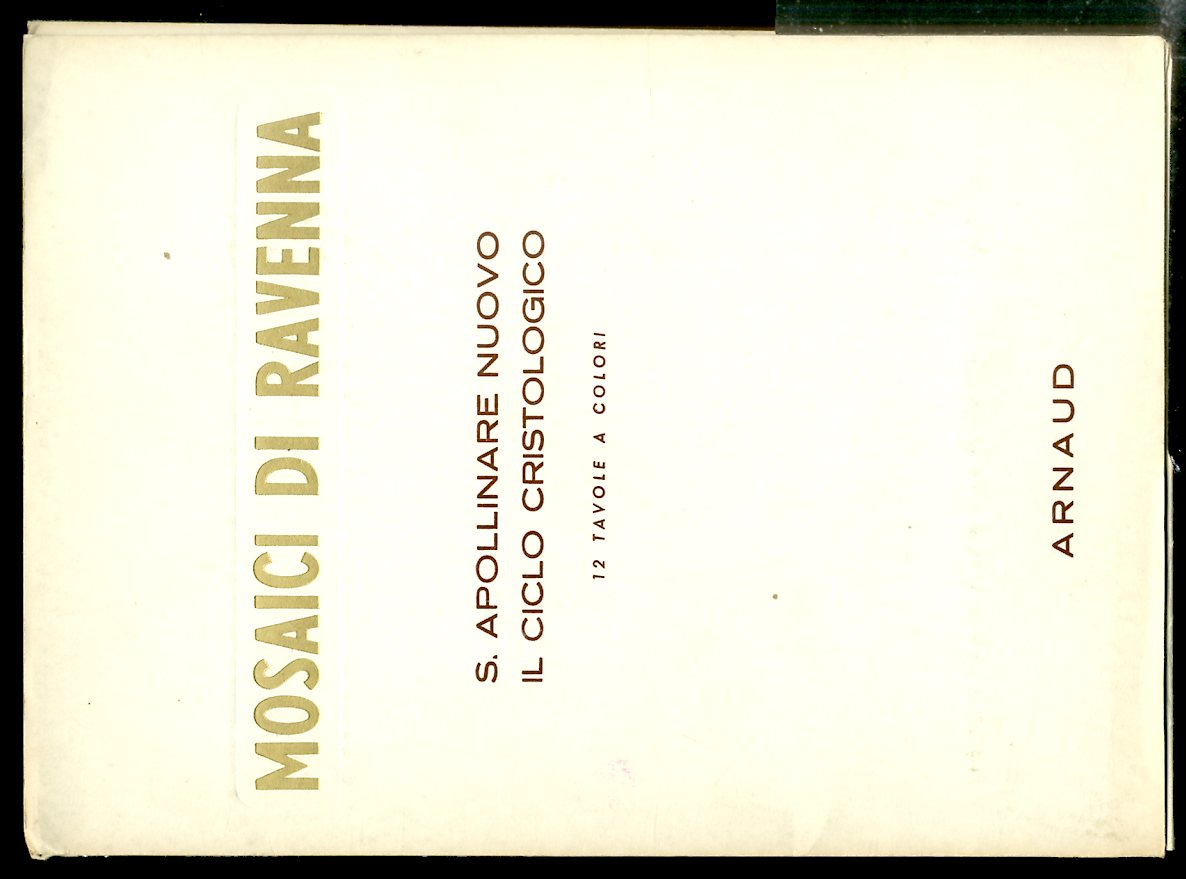 MOSAICI DI RAVENNA
S. APOLLINARE NUOVO
IL CICLO CRISTOLOGICO
12 TAVOLE A COLORI
ARNAUD